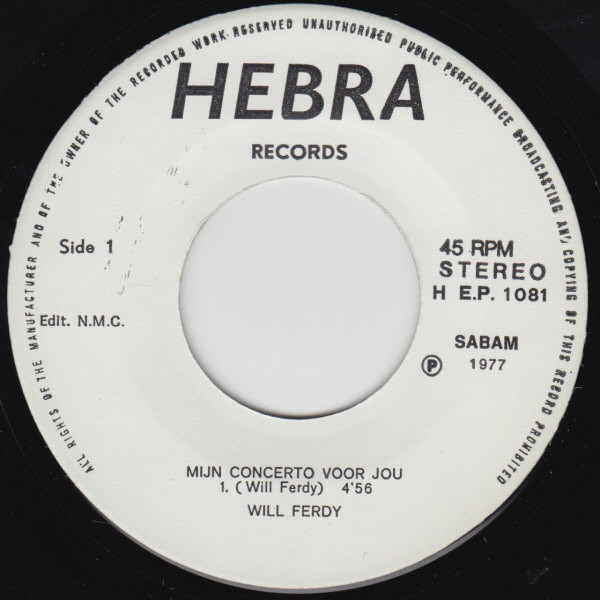 ALL RIGHTS OF THE MANUFACTURER AND OF THE OWNER OF THE RECORDED WORK RESERVED UNAUTHORIZED PUBLIC PERFORMANCE BROADCASTING AND COPYING OF THIS RECORD PROHIBITED
HEBRA
RECORDS
Side 1
Edit. N.M.C.
45 RPM
STEREO
H E.P. 1081
SABAM
℗ 1977
MIJN CONCERTO VOOR JOU
1. (Will Ferdy) 4'56
WILL FERDY